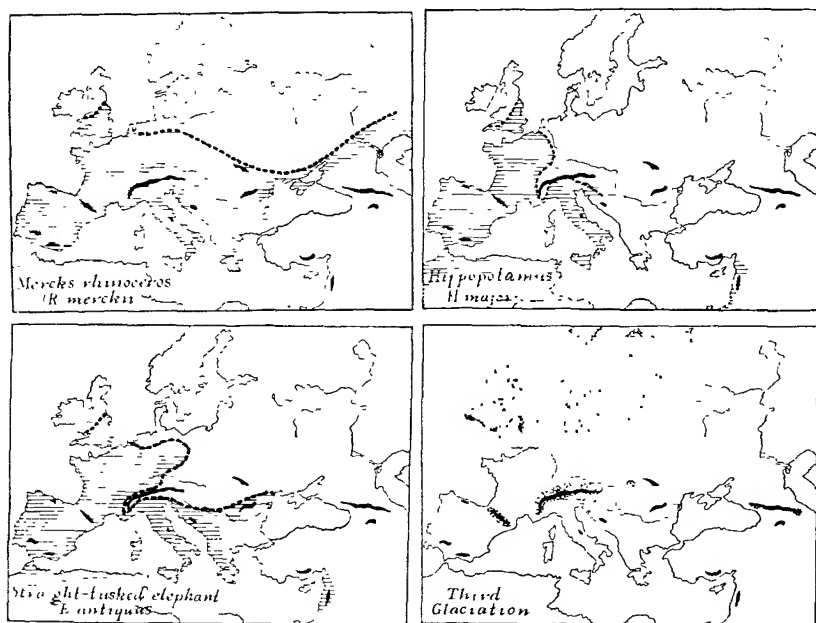 Mercks rhinoceros
R merckii
Hippopotamus
H major
Straight-tusked elephant
E antiquus
Third
Glaciation